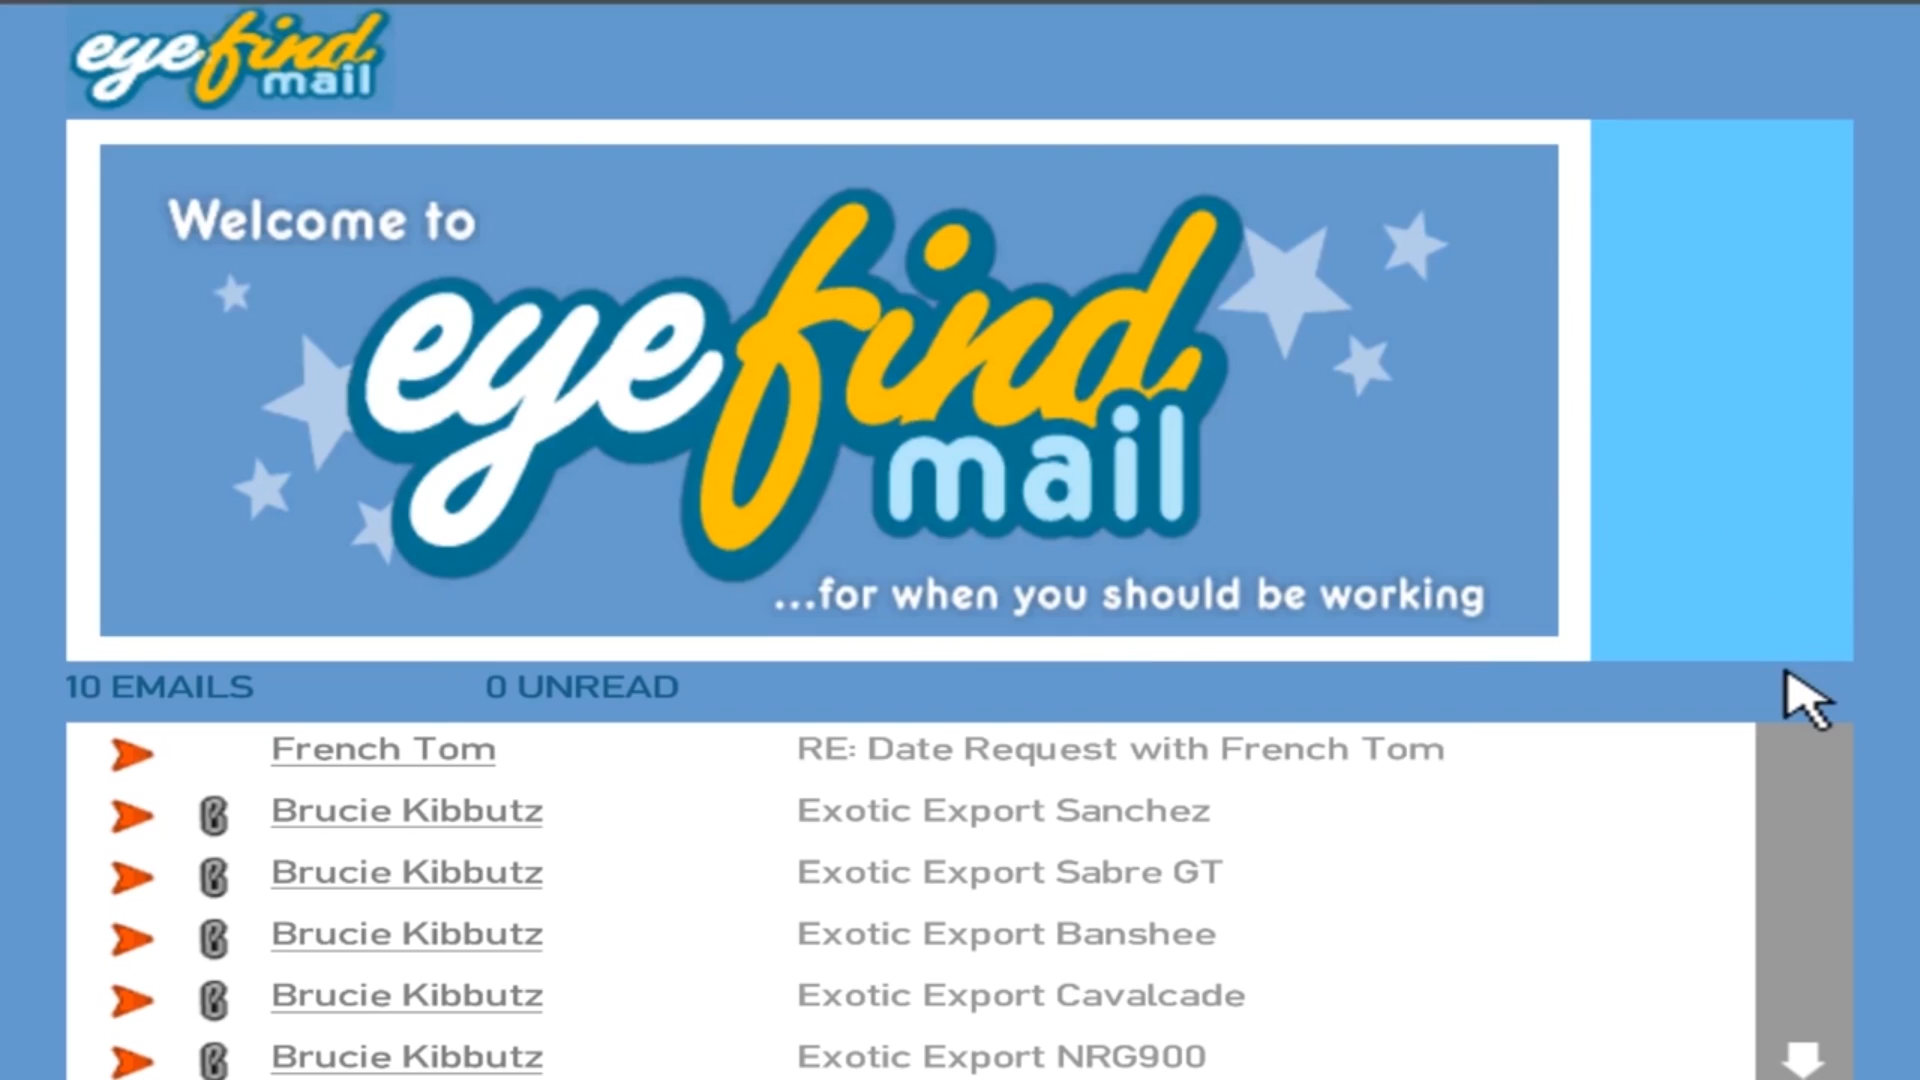 eyefind mail
Welcome to
eyefind
mail
...for when you should be working
10 EMAILS 0 UNREAD
French Tom RE: Date Request with French Tom
Brucie Kibbutz Exotic Export Sanchez
Brucie Kibbutz Exotic Export Sabre GT
Brucie Kibbutz Exotic Export Banshee
Brucie Kibbutz Exotic Export Cavalcade
Brucie Kibbutz Exotic Export NRG900